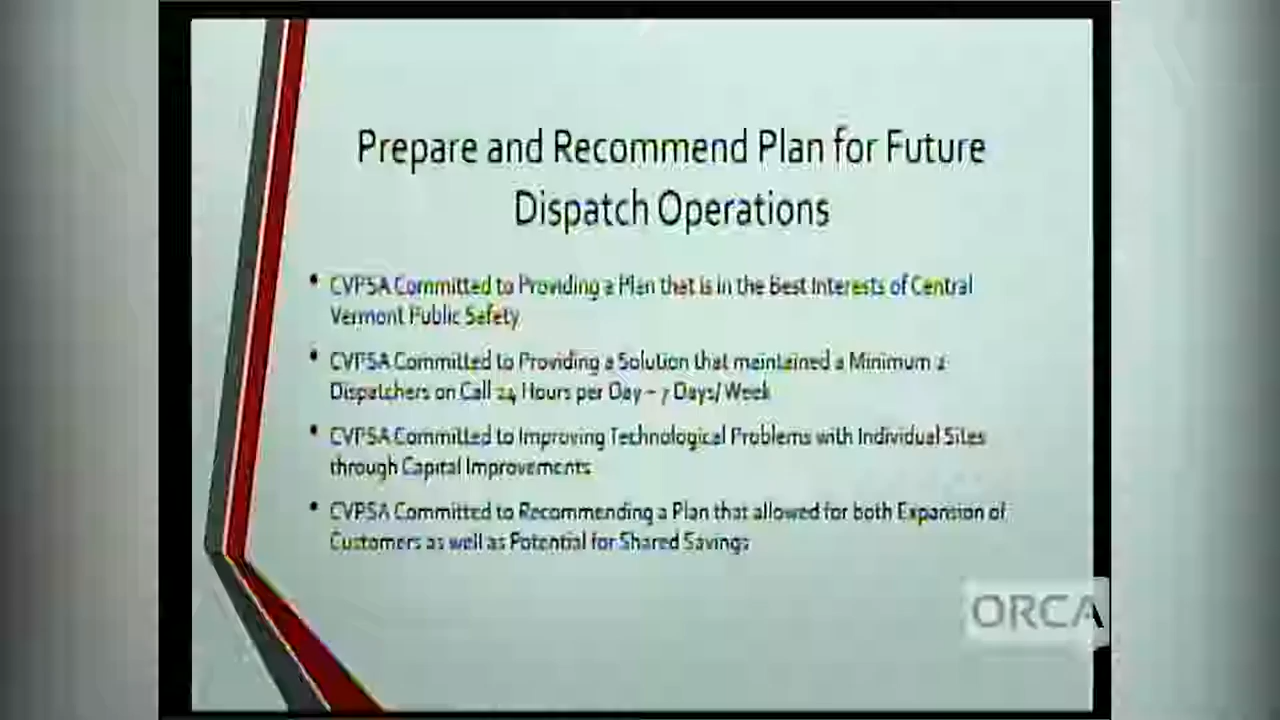 Prepare and Recommend Plan for Future
Dispatch Operations
• CVPSA Committed to Providing a Plan that is in the Best Interests of Central
Vermont Public Safety
• CVPSA Committed to Providing a Solution that maintained a Minimum 2
Dispatchers on Call 24 Hours per Day – 7 Days/ Week
• CVPSA Committed to Improving Technological Problems with Individual Sites
through Capital Improvements
• CVPSA Committed to Recommending a Plan that allowed for both Expansion of
Customers as well as Potential for Shared Savings
ORCA